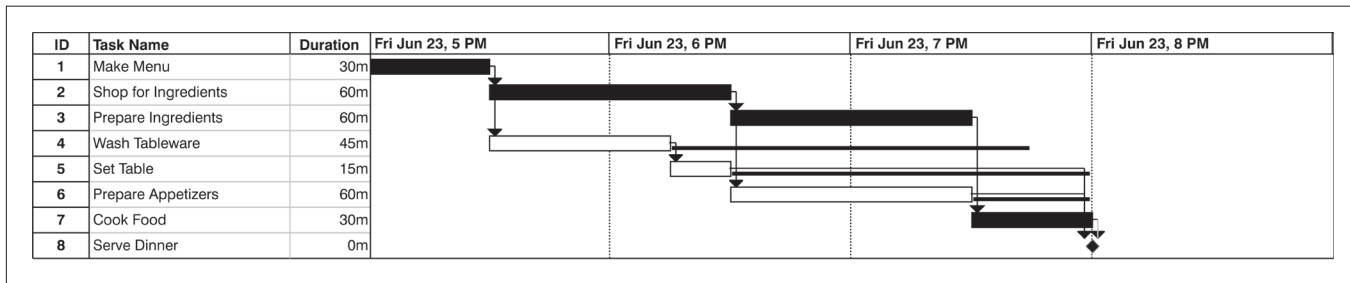 ID Task Name Duration Fri Jun 23, 5 PM Fri Jun 23, 6 PM Fri Jun 23, 7 PM Fri Jun 23, 8 PM
1 Make Menu 30m
2 Shop for Ingredients 60m
3 Prepare Ingredients 60m
4 Wash Tableware 45m
5 Set Table 15m
6 Prepare Appetizers 60m
7 Cook Food 30m
8 Serve Dinner 0m